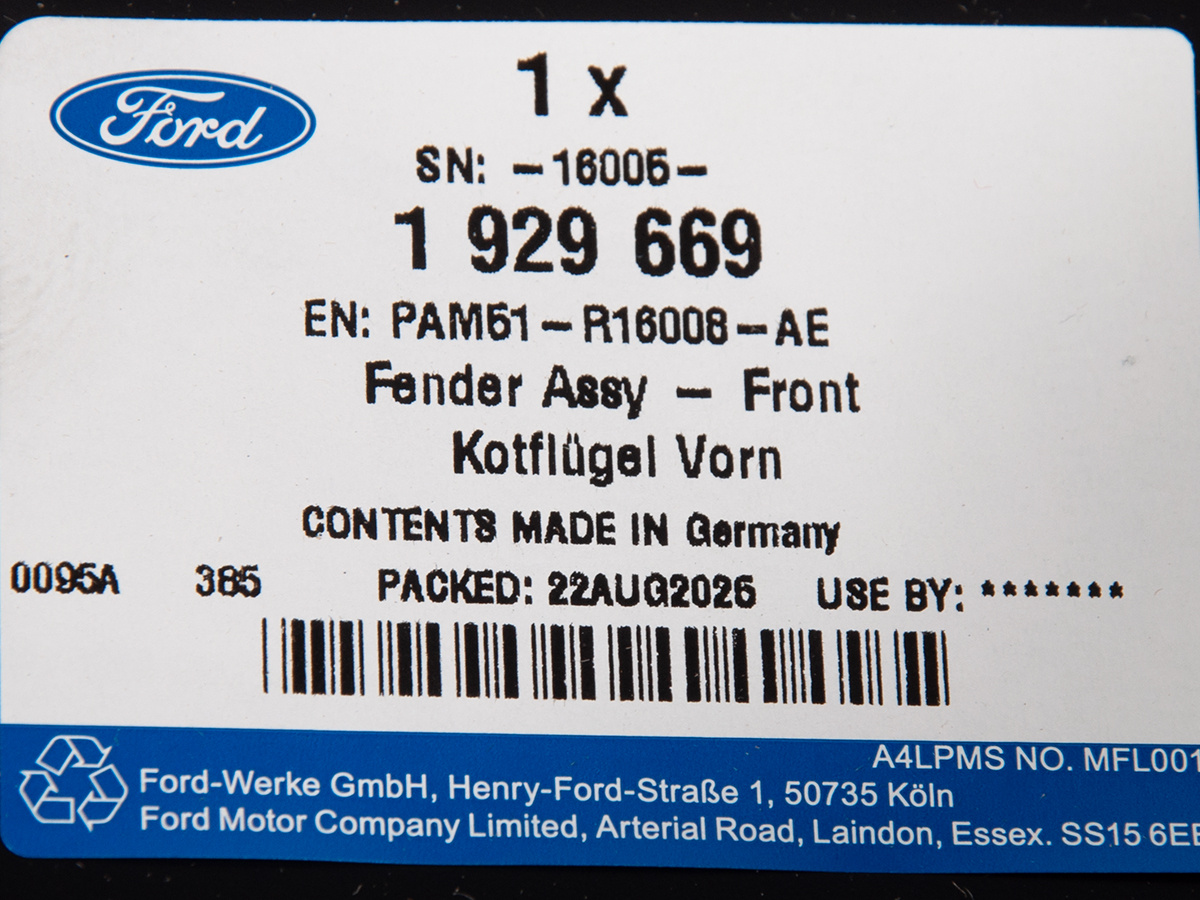 Ford
1 x
SN: -16005-
1 929 669
EN: PAM51-R16008-AE
Fender Assy - Front
Kotflügel Vorn
CONTENTS MADE IN Germany
0095A 385 PACKED: 22AUG2025 USE BY: *******
A4LPMS NO. MFL001
Ford-Werke GmbH, Henry-Ford-Straße 1, 50735 Köln
Ford Motor Company Limited, Arterial Road, Laindon, Essex. SS15 6EE